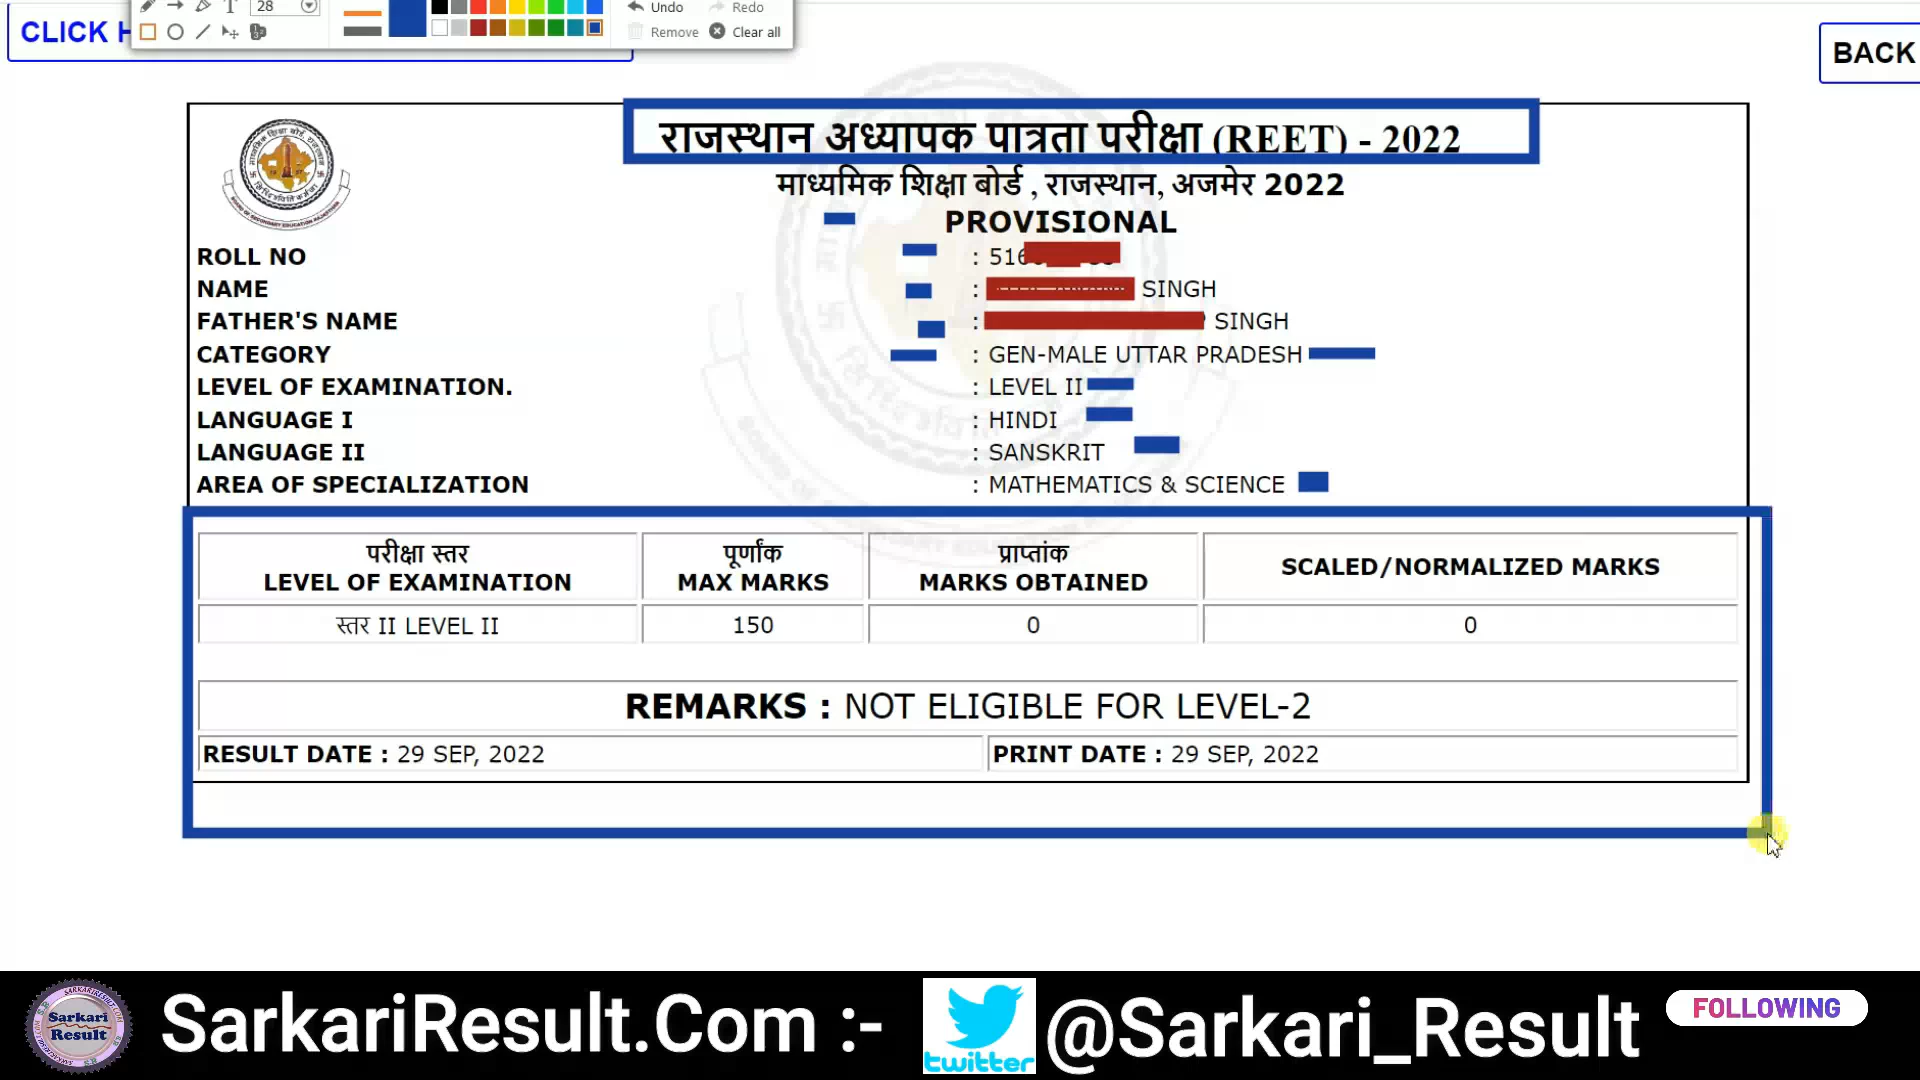 CLICK
28
Undo
Redo
Remove
Clear all
BACK
राजस्थान अध्यापक पात्रता परीक्षा (REET) - 2022
माध्यमिक शिक्षा बोर्ड , राजस्थान, अजमेर 2022
PROVISIONAL
ROLL NO : 516
NAME : SINGH
FATHER'S NAME : SINGH
CATEGORY : GEN-MALE UTTAR PRADESH
LEVEL OF EXAMINATION. : LEVEL II
LANGUAGE I : HINDI
LANGUAGE II : SANSKRIT
AREA OF SPECIALIZATION : MATHEMATICS & SCIENCE
परीक्षा स्तर पूर्णांक प्राप्तांक
LEVEL OF EXAMINATION MAX MARKS MARKS OBTAINED SCALED/NORMALIZED MARKS
स्तर II LEVEL II 150 0 0
REMARKS : NOT ELIGIBLE FOR LEVEL-2
RESULT DATE : 29 SEP, 2022 PRINT DATE : 29 SEP, 2022
Sarkari
Result
SarkariResult.Com :-
twitter
@Sarkari_Result
FOLLOWING